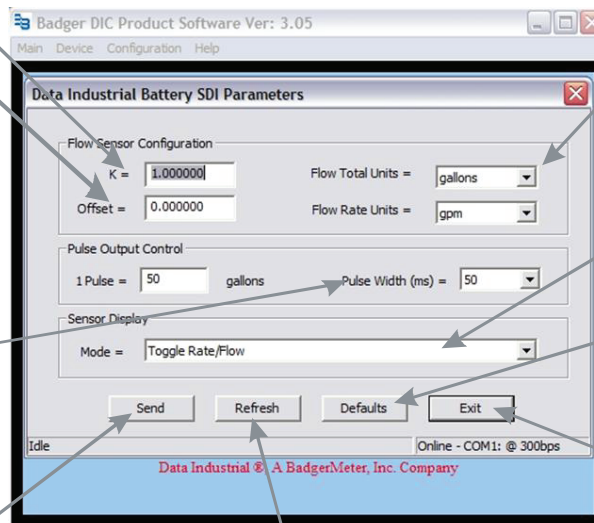 Badger DIC Product Software Ver: 3.05
Main Device Configuration Help
Data Industrial Battery SDI Parameters
Flow Sensor Configuration
K = 1.000000 Flow Total Units = gallons
Offset = 0.000000 Flow Rate Units = gpm
Pulse Output Control
1 Pulse = 50 gallons Pulse Width (ms) = 50
Sensor Display
Mode = Toggle Rate/Flow
Send Refresh Defaults Exit
Idle Online - COM1: @ 300bps
Data Industrial ® A BadgerMeter, Inc. Company